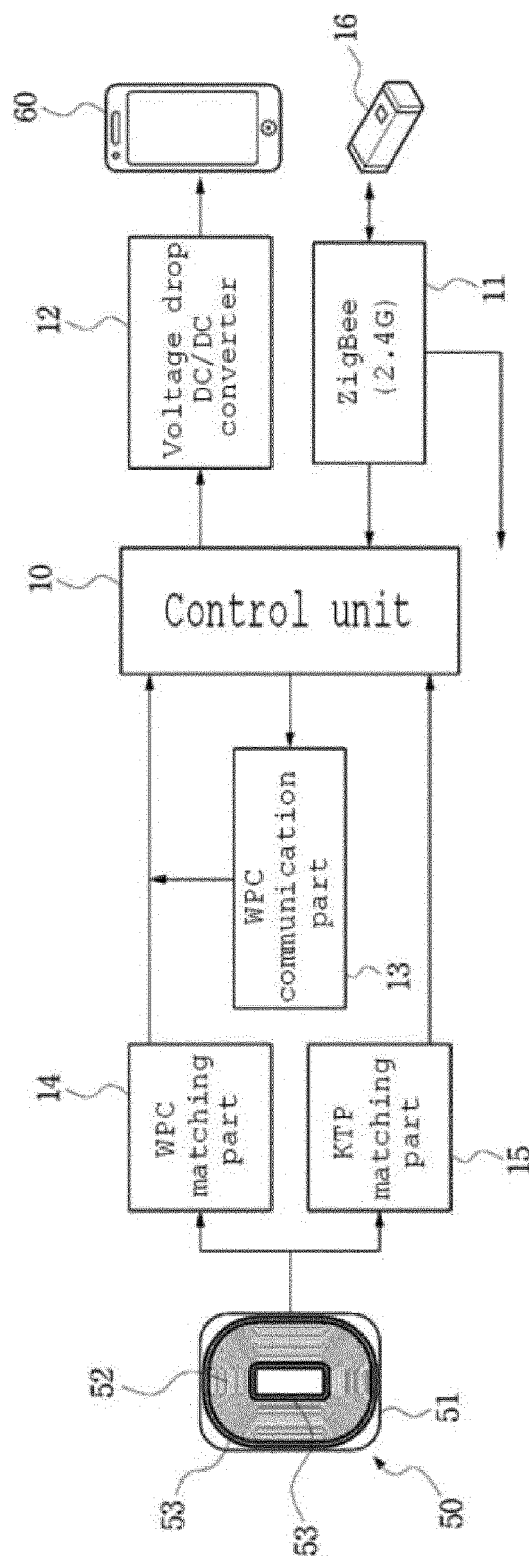 53
52
53
50
51
14
WPC
matching
part
KTP
matching
part
15
WPC
communication
part
13
10
Control unit
12
Voltage drop
DC/DC
converter
ZigBee
(2.4G)
11
60
16